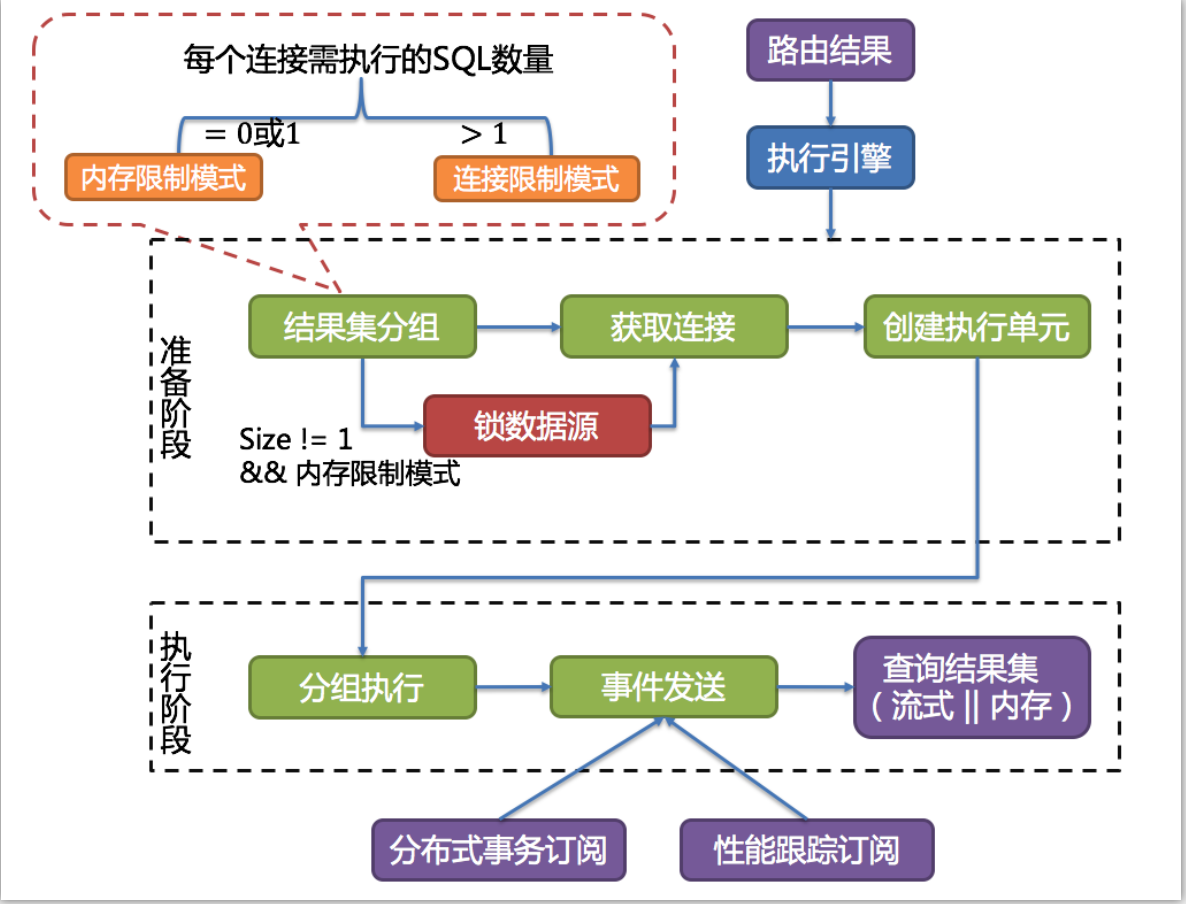 每个连接需执行的SQL数量
= 0或1
> 1
内存限制模式
连接限制模式
路由结果
执行引擎
准备阶段
结果集分组
获取连接
创建执行单元
锁数据源
Size != 1
&& 内存限制模式
执行阶段
分组执行
事件发送
查询结果集
（流式 || 内存）
分布式事务订阅
性能跟踪订阅